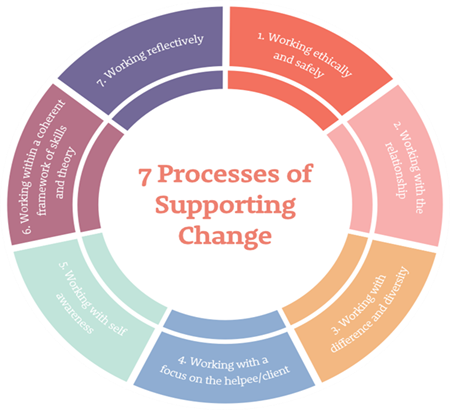 7 Processes of
Supporting
Change
1. Working ethically
and safely
2. Working with the
relationship
3. Working with
difference and diversity
4. Working with a
focus on the helpee/client
5. Working with self
awareness
6. Working within a coherent
framework of skills
and theory
7. Working reflectively